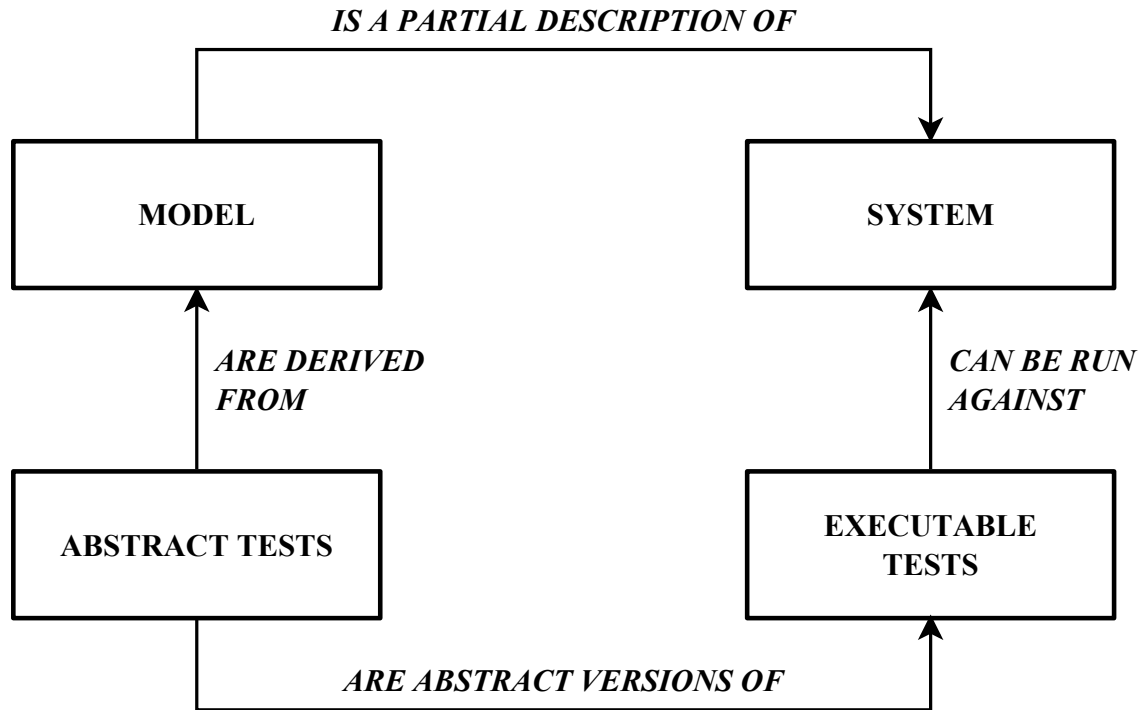 IS A PARTIAL DESCRIPTION OF
MODEL
SYSTEM
ARE DERIVED
FROM
CAN BE RUN
AGAINST
ABSTRACT TESTS
EXECUTABLE
TESTS
ARE ABSTRACT VERSIONS OF